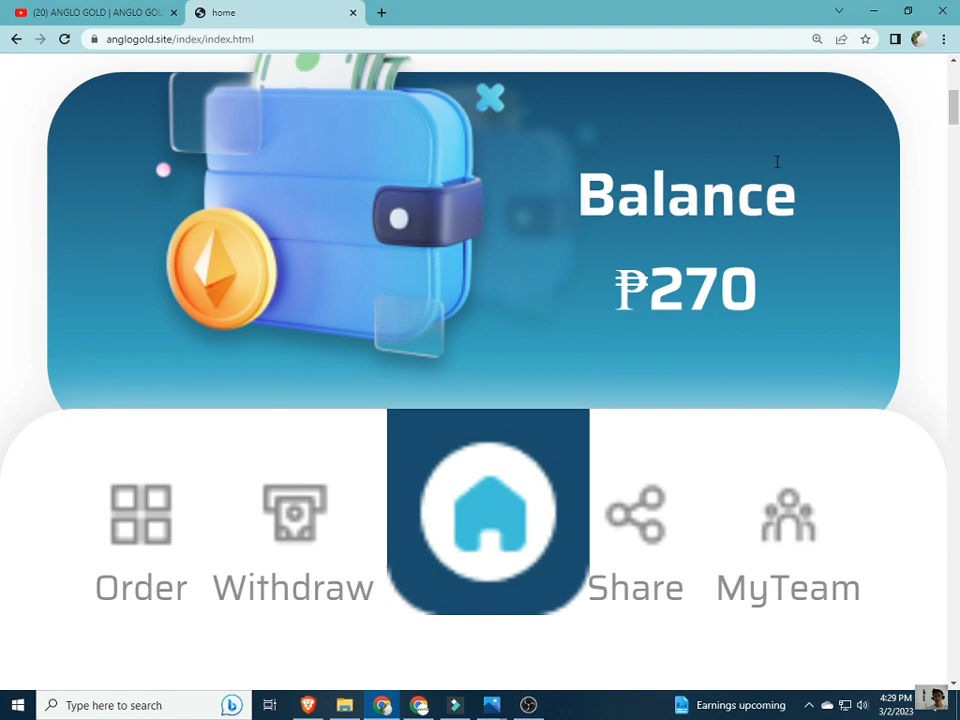 (20) ANGLO GOLD | ANGLO GOL
home
anglogold.site/index/index.html
Balance
₱270
Order
Withdraw
Share
MyTeam
Type here to search
Earnings upcoming
4:29 PM
3/2/2023